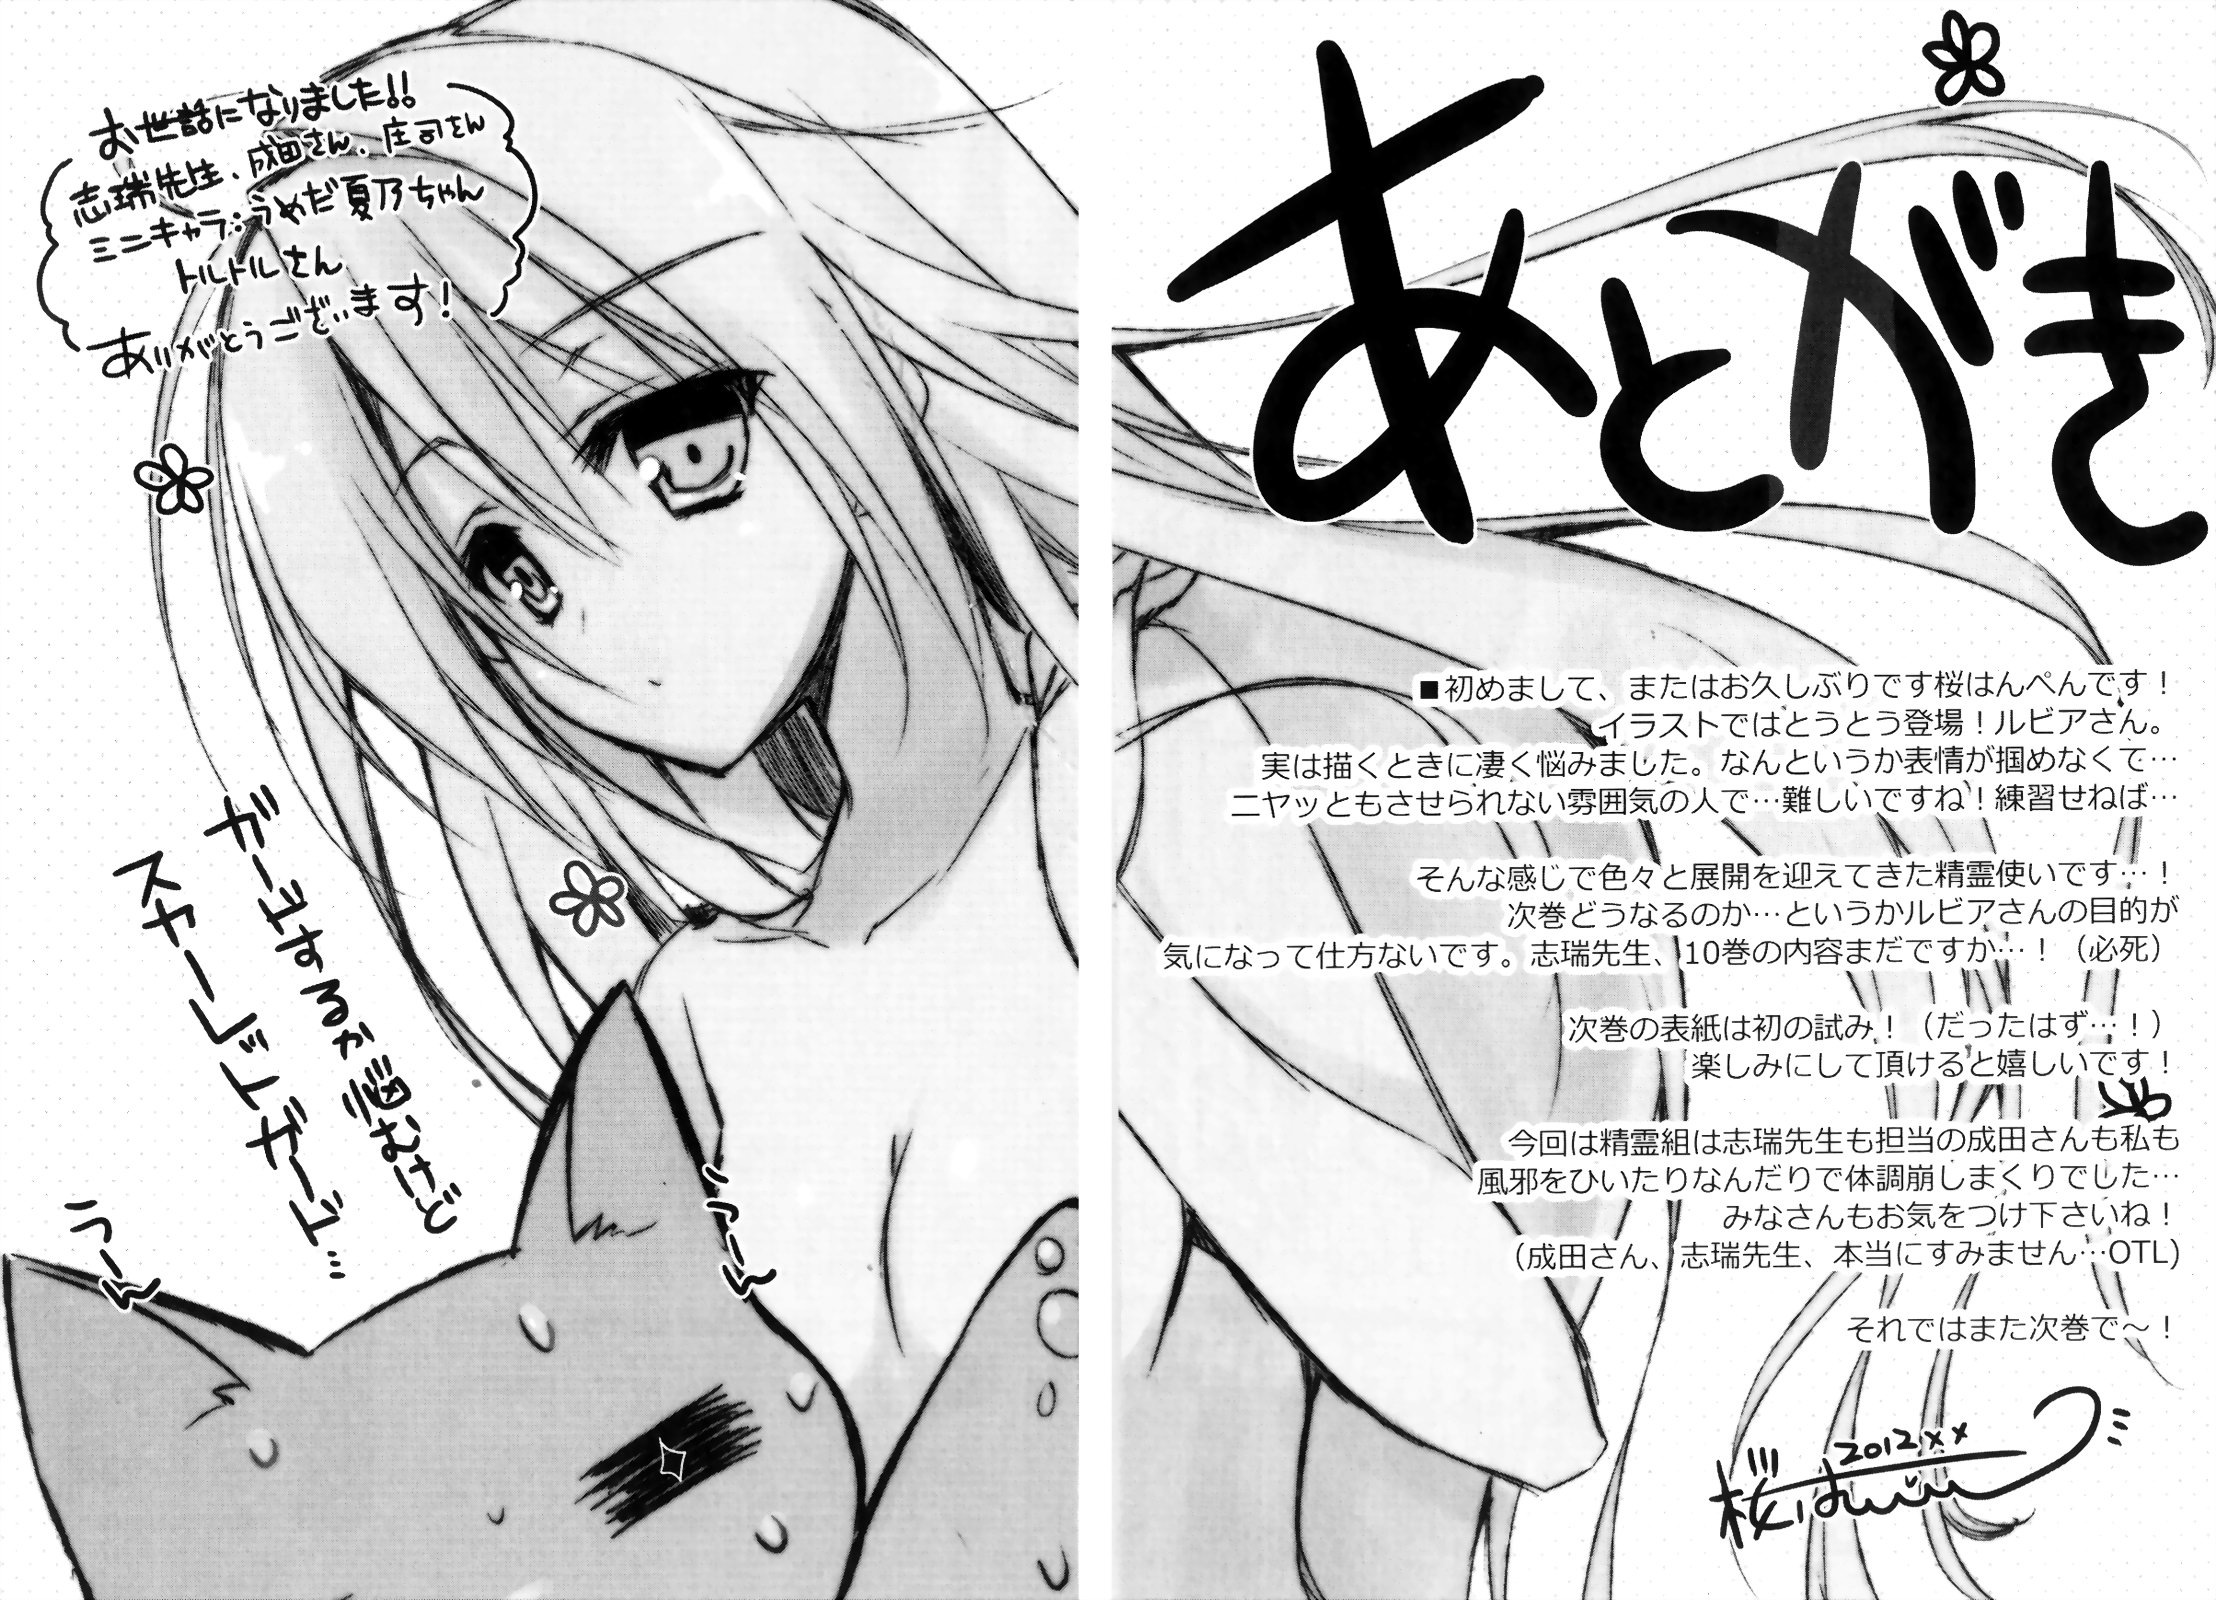 あとがき
■初めまして、またはお久しぶりです桜はんぺんです！
イラストではとうとう登場！ルビアさん。
実は描くときに凄く悩みました。なんというか表情が掴めなくて…
ニヤッともさせられない雰囲気の人で…難しいですね！練習せねば…
そんな感じで色々と展開を迎えてきた精霊使いです…！
次巻どうなるのか…というかルビアさんの目的が
気になって仕方ないです。志瑞先生、10巻の内容まだですか…！（必死）
次巻の表紙は初の試み！（だったはず…！）
楽しみにして頂けると嬉しいです！
今回は精霊組は志瑞先生も担当の成田さんも私も
風邪をひいたりなんだりで体調崩しまくりでした…
みなさんもお気をつけ下さいね！
（成田さん、志瑞先生、本当にすみません…OTL）
それではまた次巻で～！
2012××
お世話になりました!!
志瑞先生、成田さん、庄司さん
ミニキャラ：うめだ夏乃ちゃん
トルトルさん
ありがとうございます！
ガードするか悩むけど
スカーレットガード…
うーん
うーん